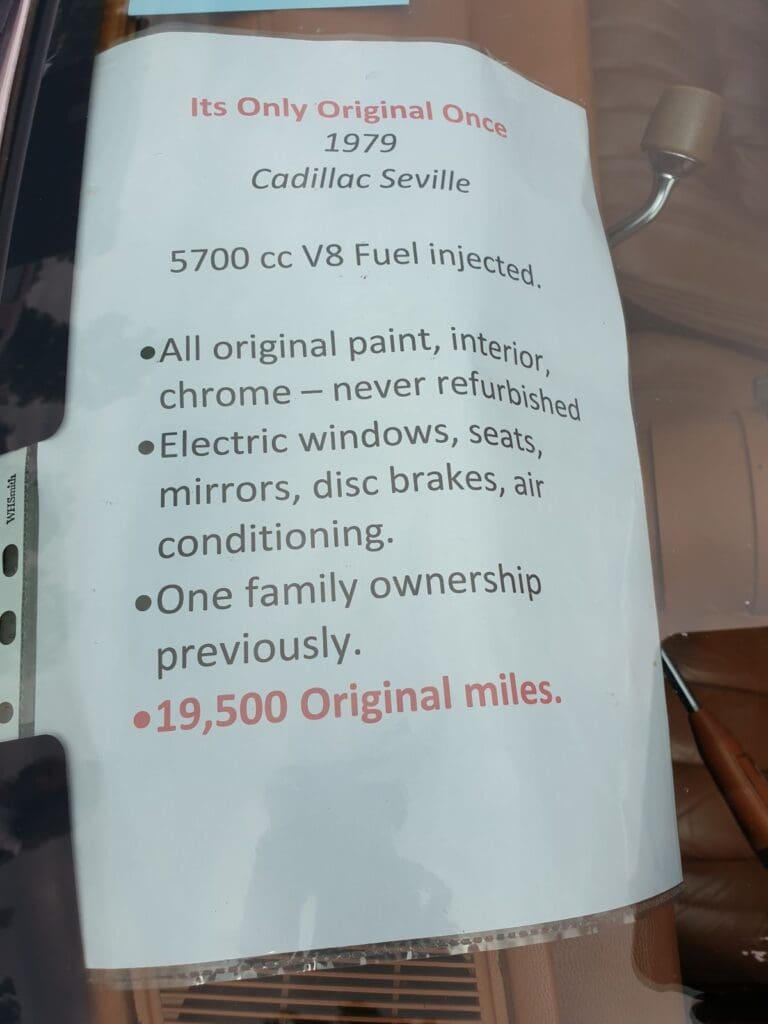 Its Only Original Once
1979
Cadillac Seville
5700 cc V8 Fuel injected.
•All original paint, interior,
chrome – never refurbished
•Electric windows, seats,
mirrors, disc brakes, air
conditioning.
•One family ownership
previously.
•19,500 Original miles.
WHSmith